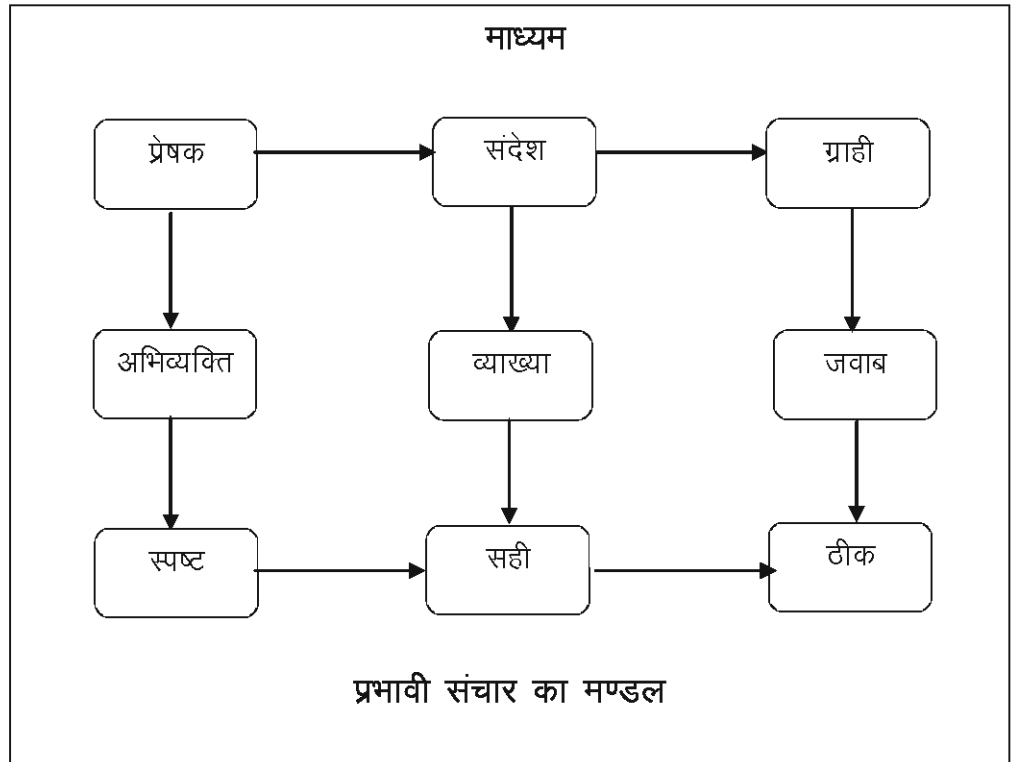 माध्यम
प्रेषक संदेश ग्राही
अभिव्यक्ति व्याख्या जवाब
स्पष्ट सही ठीक
प्रभावी संचार का मण्डल